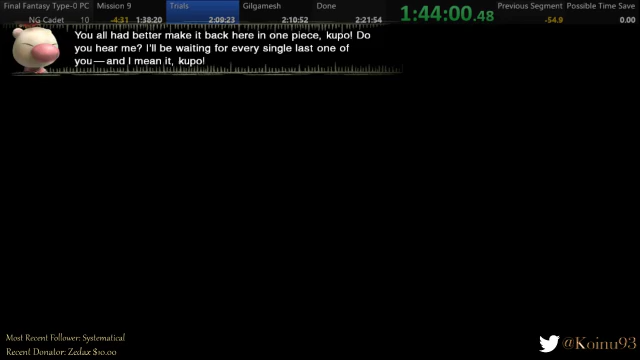 Final Fantasy Type-0 PC Mission 9 Trials Gilgamesh Done 1:44:00.48 Previous Segment Possible Time Save
NG Cadet 10 -4:31 1:38:20 2:09:23 2:10:52 2:21:54 -54.9 0.00
You all had better make it back here in one piece, kupo! Do
you hear me? I'll be waiting for every single last one of
you—and I mean it, kupo!
Most Recent Follower: Systematical
Recent Donator: Zedax $10.00
@Koinu93